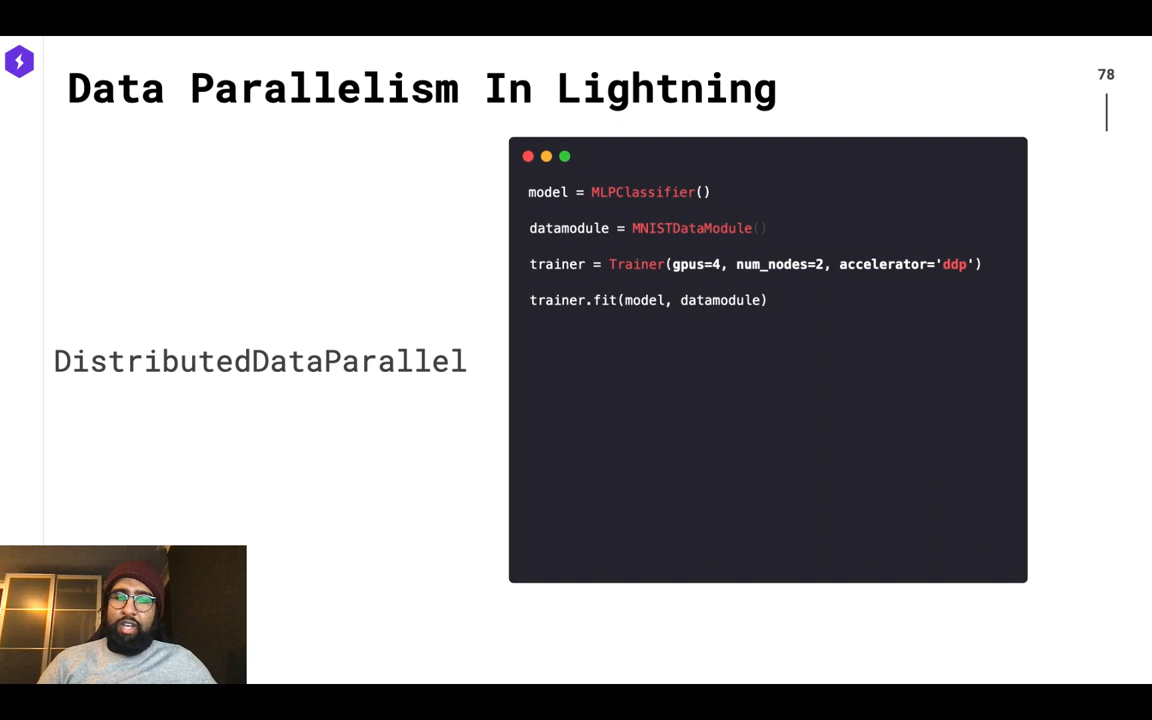 Data Parallelism In Lightning
78
model = MLPClassifier()
datamodule = MNISTDataModule()
trainer = Trainer(gpus=4, num_nodes=2, accelerator='ddp')
trainer.fit(model, datamodule)
DistributedDataParallel